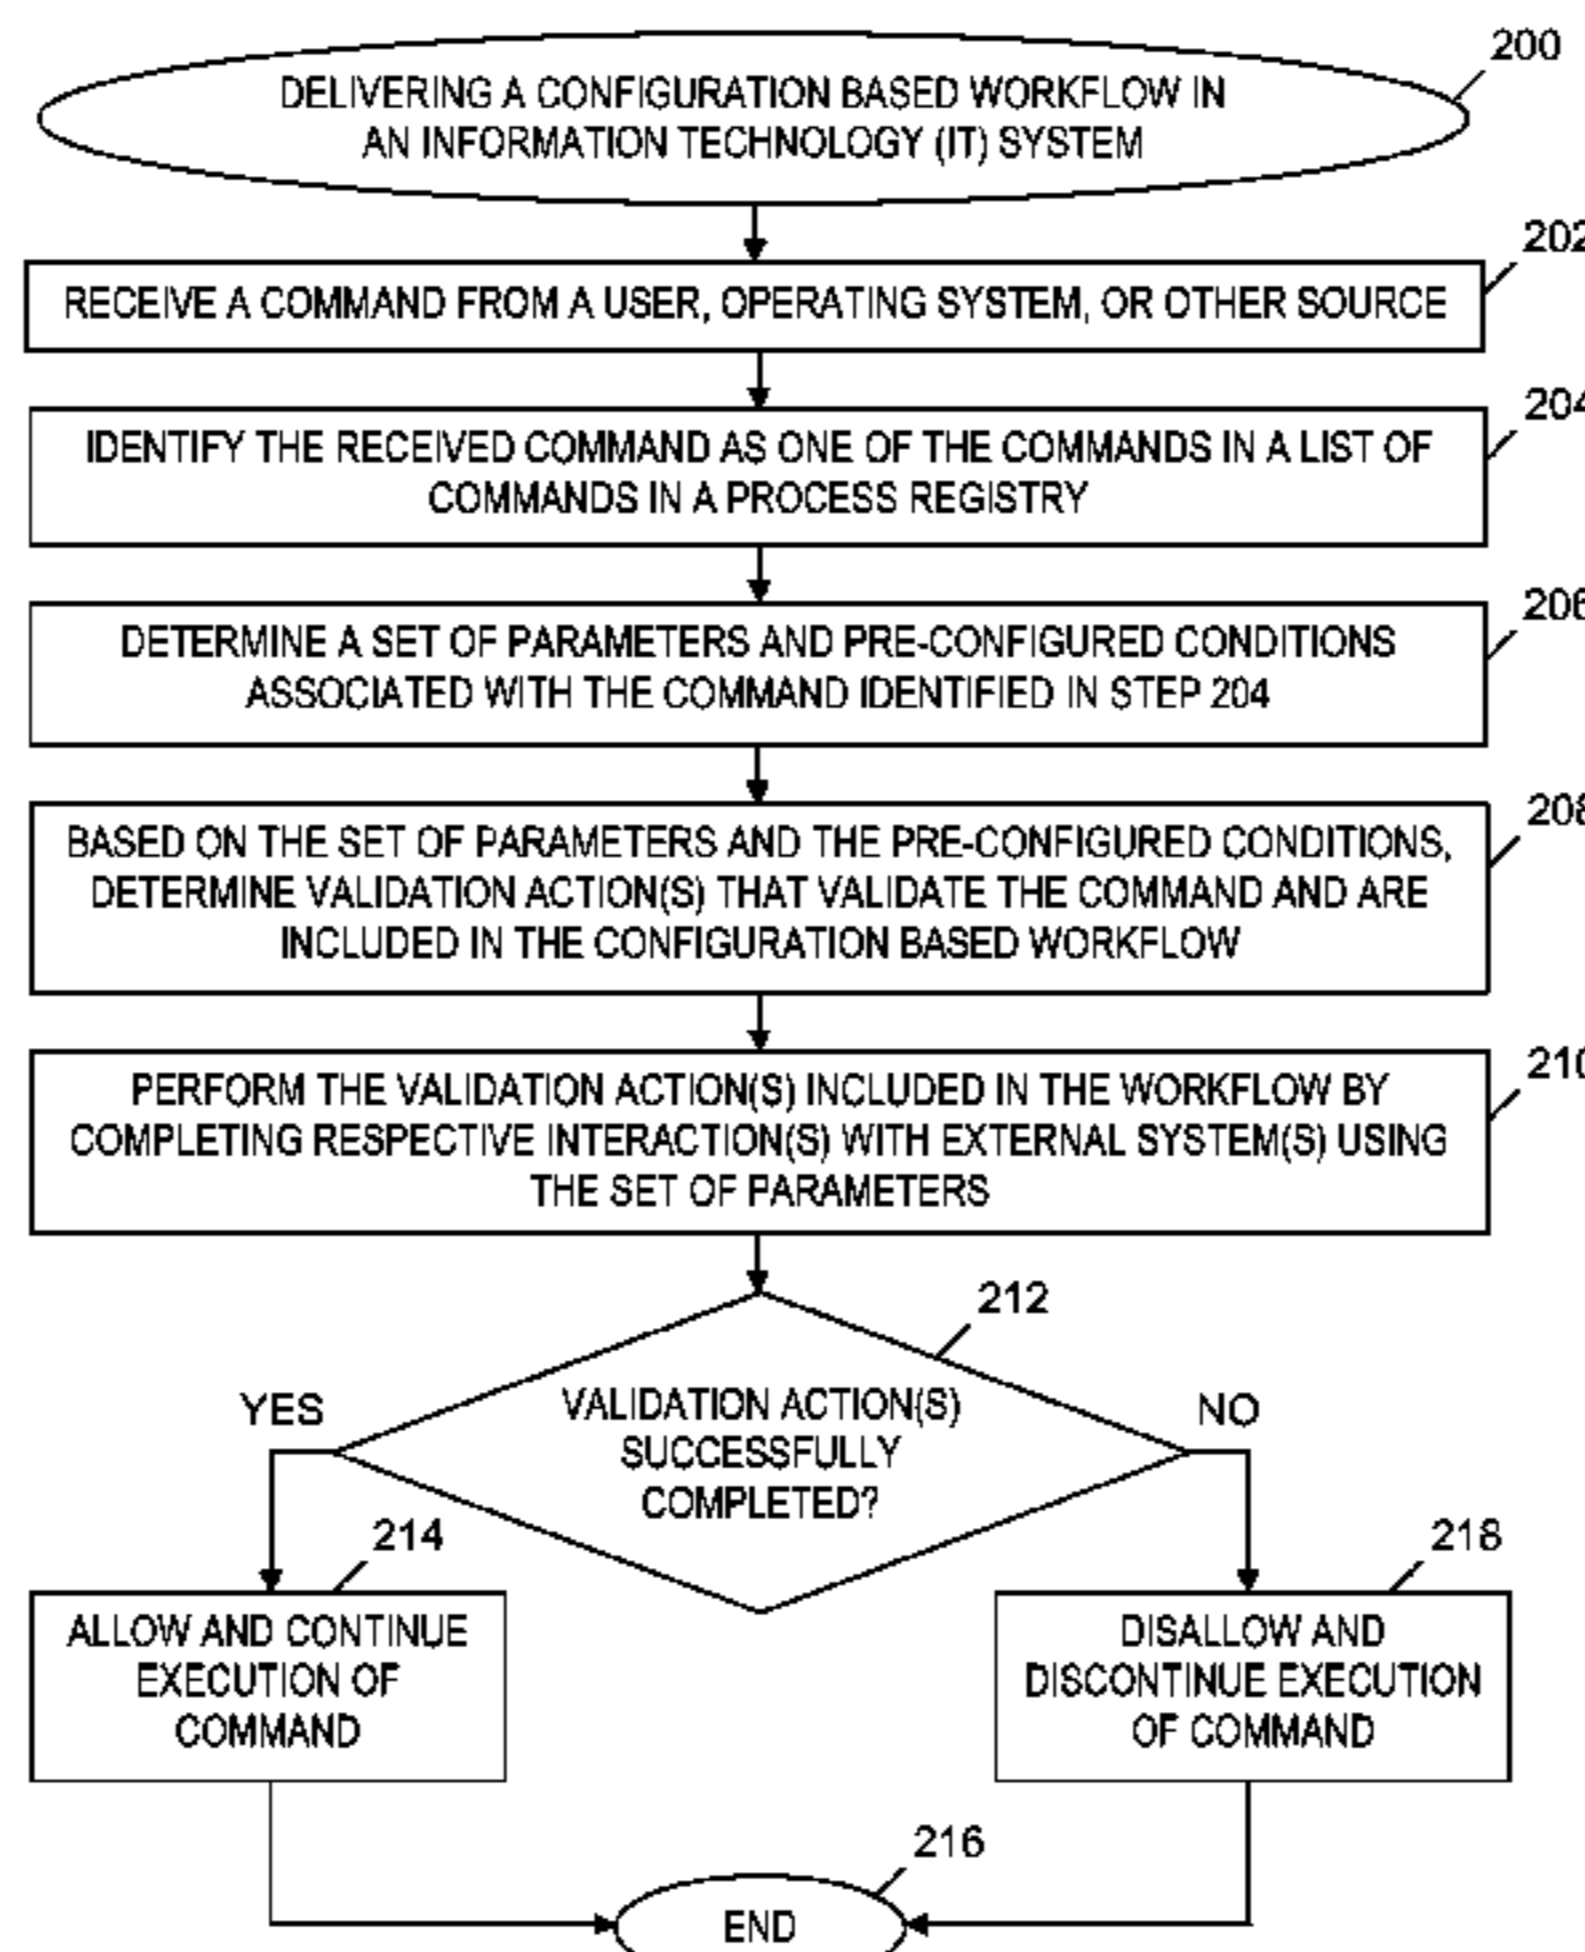 200
DELIVERING A CONFIGURATION BASED WORKFLOW IN
AN INFORMATION TECHNOLOGY (IT) SYSTEM
202
RECEIVE A COMMAND FROM A USER, OPERATING SYSTEM, OR OTHER SOURCE
204
IDENTIFY THE RECEIVED COMMAND AS ONE OF THE COMMANDS IN A LIST OF
COMMANDS IN A PROCESS REGISTRY
206
DETERMINE A SET OF PARAMETERS AND PRE-CONFIGURED CONDITIONS
ASSOCIATED WITH THE COMMAND IDENTIFIED IN STEP 204
208
BASED ON THE SET OF PARAMETERS AND THE PRE-CONFIGURED CONDITIONS,
DETERMINE VALIDATION ACTION(S) THAT VALIDATE THE COMMAND AND ARE
INCLUDED IN THE CONFIGURATION BASED WORKFLOW
210
PERFORM THE VALIDATION ACTION(S) INCLUDED IN THE WORKFLOW BY
COMPLETING RESPECTIVE INTERACTION(S) WITH EXTERNAL SYSTEM(S) USING
THE SET OF PARAMETERS
212
YES
NO
VALIDATION ACTION(S)
SUCCESSFULLY
COMPLETED?
214
ALLOW AND CONTINUE
EXECUTION OF
COMMAND
218
DISALLOW AND
DISCONTINUE EXECUTION
OF COMMAND
216
END